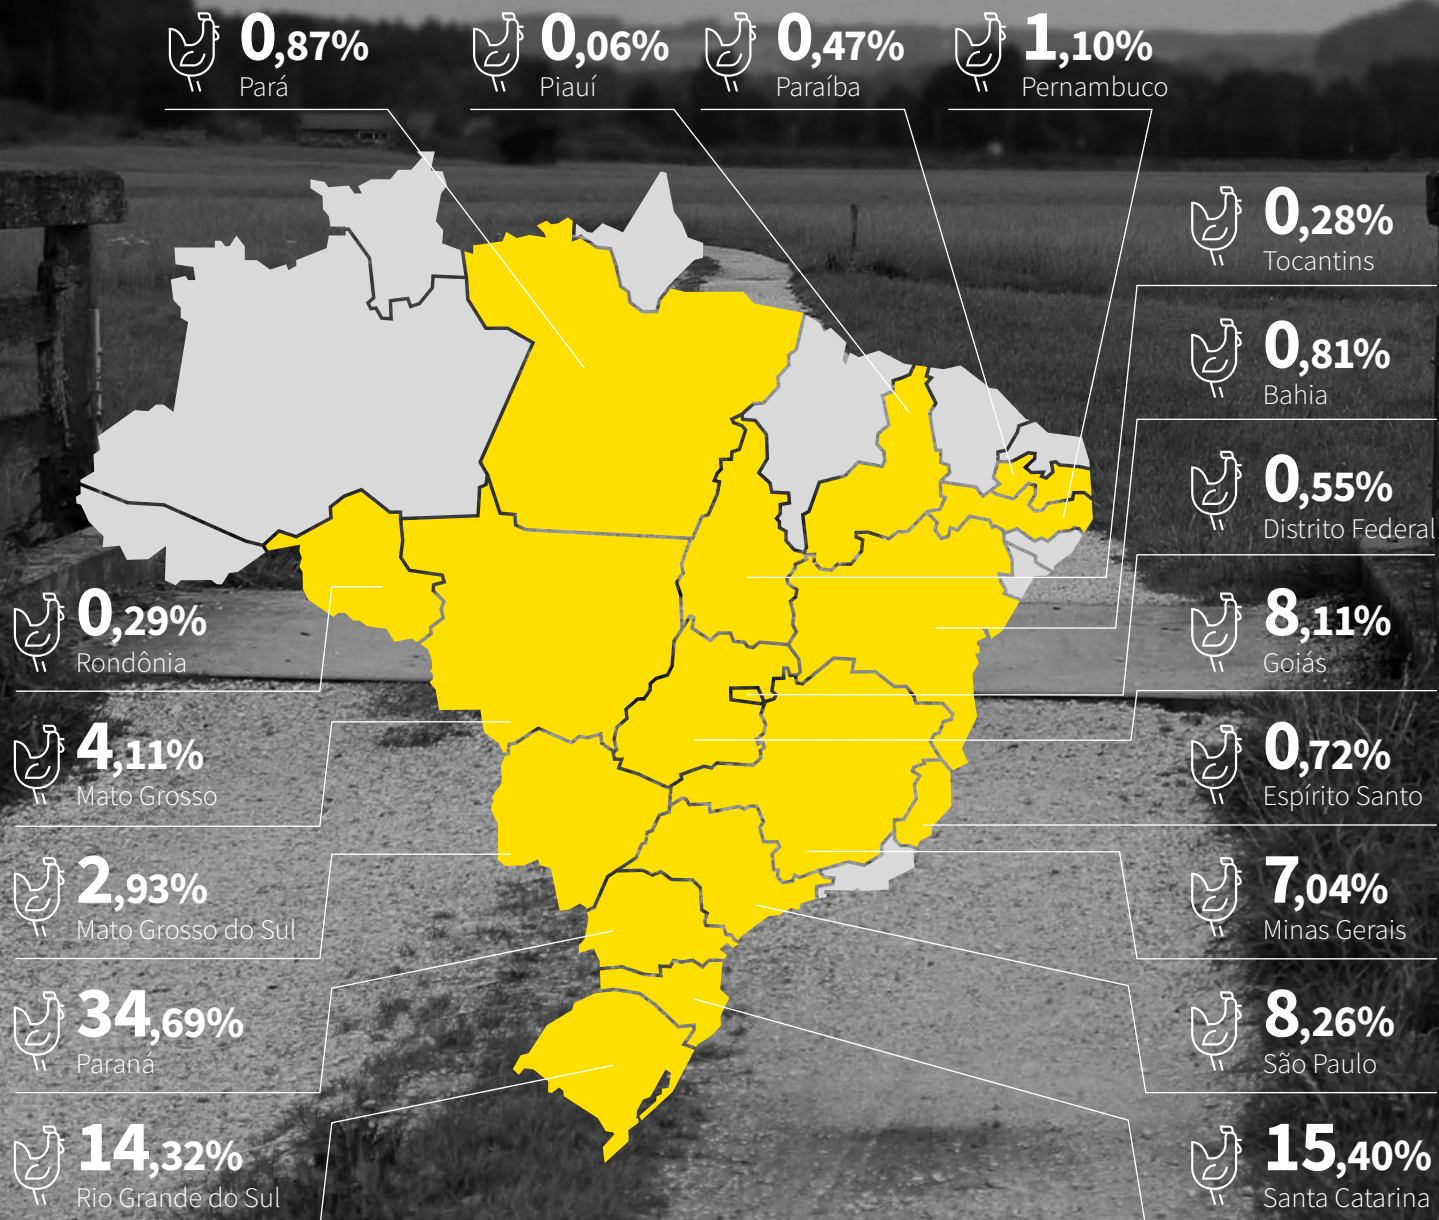 0,87%
Pará
0,06%
Piauí
0,47%
Paraíba
1,10%
Pernambuco
0,28%
Tocantins
0,81%
Bahia
0,55%
Distrito Federal
8,11%
Goiás
0,72%
Espírito Santo
7,04%
Minas Gerais
8,26%
São Paulo
15,40%
Santa Catarina
0,29%
Rondônia
4,11%
Mato Grosso
2,93%
Mato Grosso do Sul
34,69%
Paraná
14,32%
Rio Grande do Sul